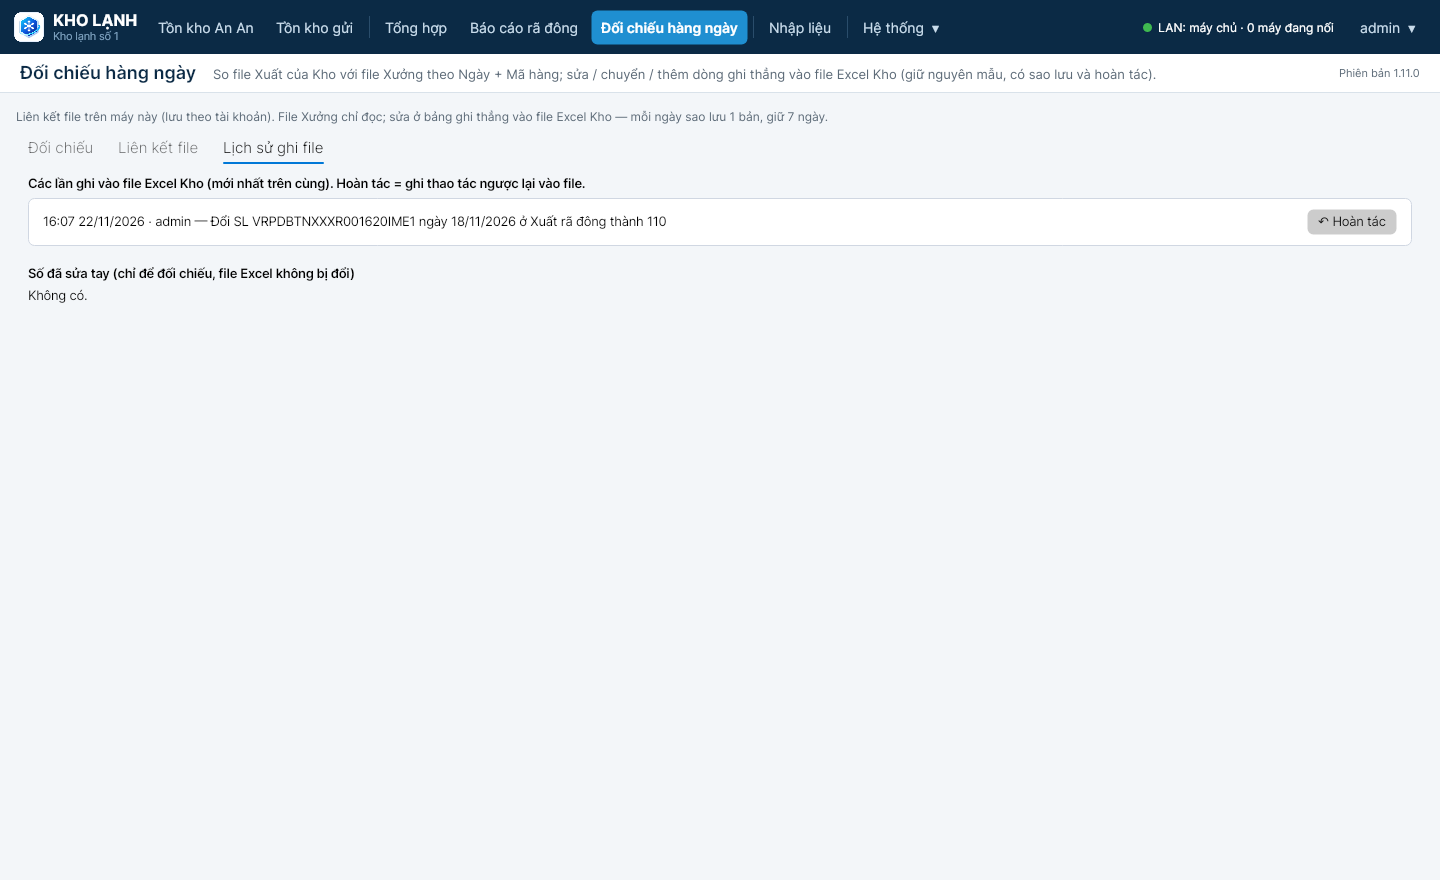 KHO LẠNH
Kho lạnh số 1
Tồn kho An An
Tồn kho gửi
Tổng hợp
Báo cáo rã đông
Đối chiếu hàng ngày
Nhập liệu
Hệ thống ▾
LAN: máy chủ · 0 máy đang nối
admin ▾
Đối chiếu hàng ngày
So file Xuất của Kho với file Xưởng theo Ngày + Mã hàng; sửa / chuyển / thêm dòng ghi thẳng vào file Excel Kho (giữ nguyên mẫu, có sao lưu và hoàn tác).
Phiên bản 1.11.0
Liên kết file trên máy này (lưu theo tài khoản). File Xưởng chỉ đọc; sửa ở bảng ghi thẳng vào file Excel Kho — mỗi ngày sao lưu 1 bản, giữ 7 ngày.
Đối chiếu
Liên kết file
Lịch sử ghi file
Các lần ghi vào file Excel Kho (mới nhất trên cùng). Hoàn tác = ghi thao tác ngược lại vào file.
16:07 22/11/2026 · admin — Đổi SL VRPDBTNXXXR001620IME1 ngày 18/11/2026 ở Xuất rã đông thành 110
↶ Hoàn tác
Số đã sửa tay (chỉ để đối chiếu, file Excel không bị đổi)
Không có.